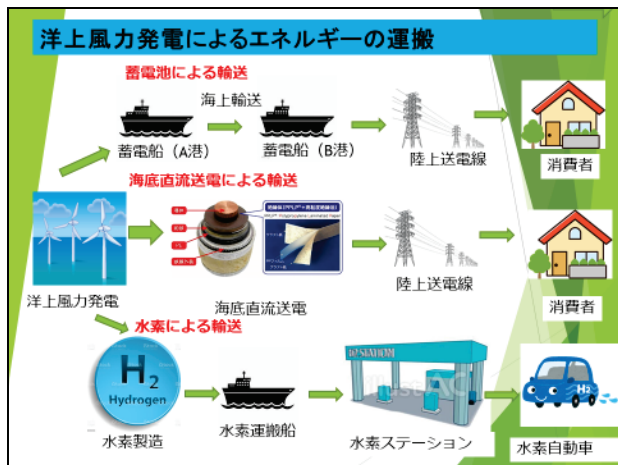 洋上風力発電によるエネルギーの運搬
蓄電池による輸送
海上輸送
蓄電船（A港）
蓄電船（B港）
陸上送電線
消費者
海底直流送電による輸送
洋上風力発電
海底直流送電
陸上送電線
消費者
水素による輸送
H2
Hydrogen
水素製造
水素運搬船
H2 STATION
水素ステーション
H2
水素自動車